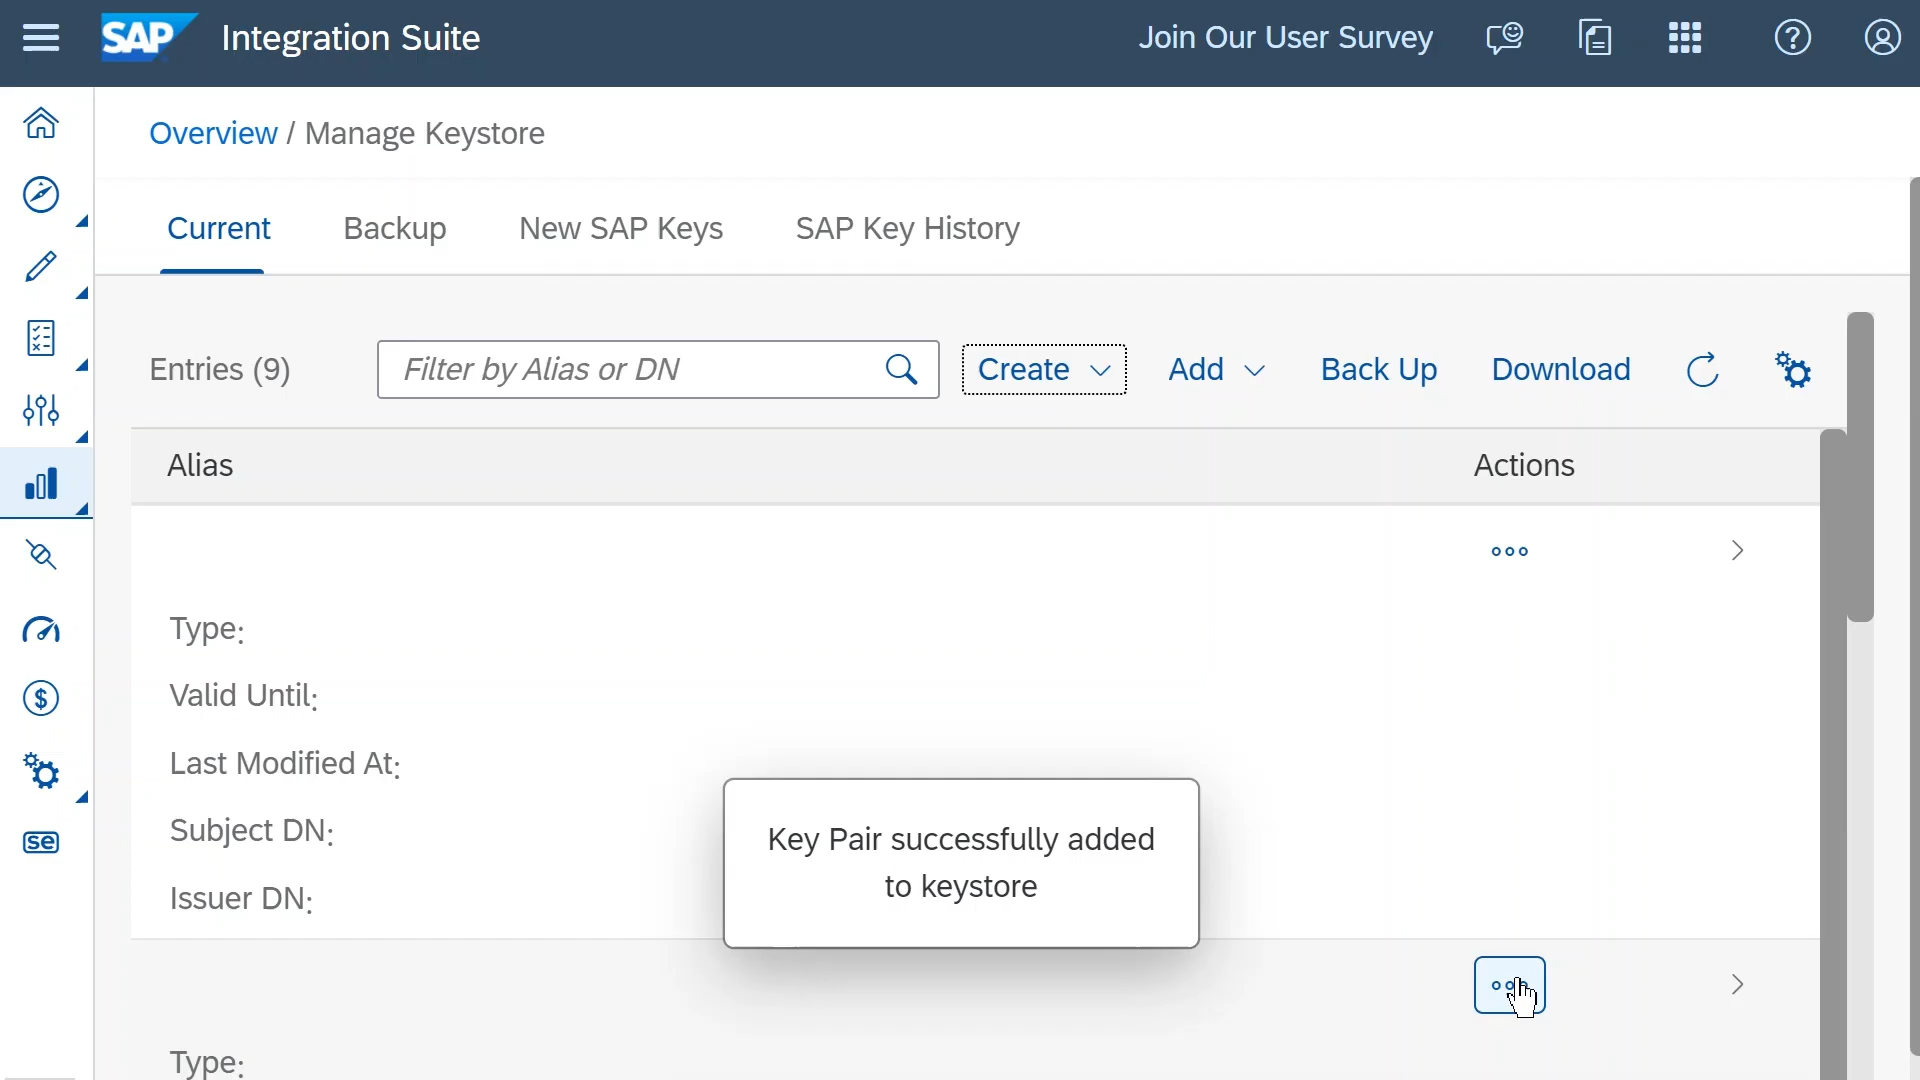 SAP Integration Suite Join Our User Survey
Overview / Manage Keystore
Current Backup New SAP Keys SAP Key History
Entries (9) Filter by Alias or DN Create Add Back Up Download
Alias Actions
Type:
Valid Until:
Last Modified At:
Subject DN:
Issuer DN:
Key Pair successfully added
to keystore
Type:
se